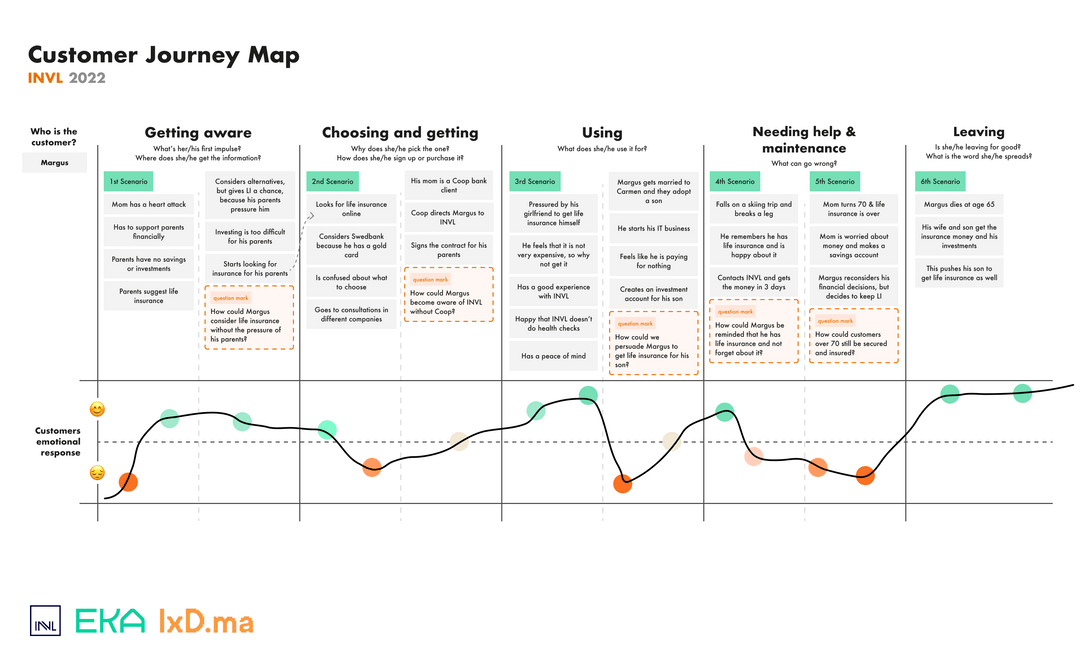 Customer Journey Map
INVL 2022
Who is the
customer?
Margus
Getting aware
What's her/his first impulse?
Where does she/he get the information?
1st Scenario
Mom has a heart attack
Has to support parents
financially
Parents have no savings
or investments
Parents suggest life
insurance
Considers alternatives,
but gives LI a chance,
because his parents
pressure him
Investing is too difficult
for his parents
Starts looking for
insurance for his parents
question mark
How could Margus
consider life insurance
without the pressure of
his parents?
Choosing and getting
Why does she/he pick the one?
How does she/he sign up or purchase it?
2nd Scenario
Looks for life insurance
online
Considers Swedbank
because he has a gold
card
Is confused about what
to choose
Goes to consultations in
different companies
His mom is a Coop bank
client
Coop directs Margus to
INVL
Signs the contract for his
parents
question mark
How could Margus
become aware of INVL
without Coop?
Using
What does she/he use it for?
3rd Scenario
Pressured by his
girlfriend to get life
insurance himself
He feels that it is not
very expensive, so why
not get it
Has a good experience
with INVL
Happy that INVL doesn't
do health checks
Has a peace of mind
Margus gets married to
Carmen and they adopt
a son
He starts his IT business
Feels like he is paying
for nothing
Creates an investment
account for his son
question mark
How could we
persuade Margus to
get life insurance for his
son?
Needing help &
maintenance
What can go wrong?
4th Scenario
Falls on a skiing trip and
breaks a leg
He remembers he has
life insurance and is
happy about it
Contacts INVL and gets
the money in 3 days
question mark
How could Margus be
reminded that he has
life insurance and not
forget about it?
5th Scenario
Mom turns 70 & life
insurance is over
Mom is worried about
money and makes a
savings account
Margus reconsiders his
financial decisions, but
decides to keep LI
question mark
How could customers
over 70 still be secured
and insured?
Leaving
Is she/he leaving for good?
What is the word she/he spreads?
6th Scenario
Margus dies at age 65
His wife and son get the
insurance money and his
investments
This pushes his son to
get life insurance as well
Customers
emotional
response
INVL
EKA IxD.ma